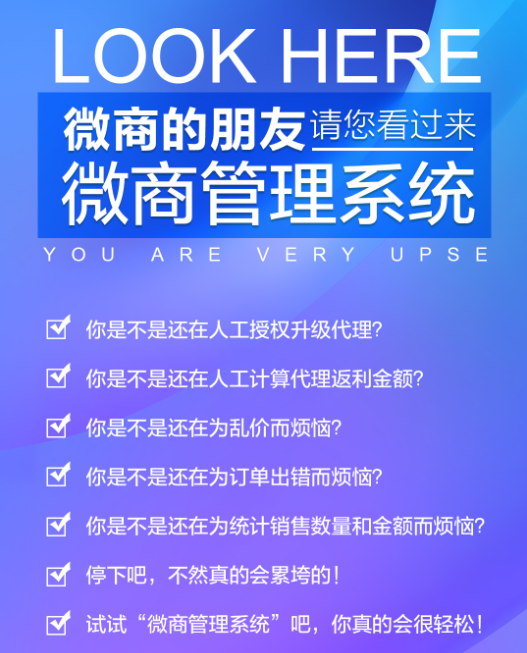 LOOK HERE
微商的朋友请您看过来
微商管理系统
YOU ARE VERY UPSE
你是不是还在人工授权升级代理?
你是不是还在人工计算代理返利金额?
你是不是还在为乱价而烦恼?
你是不是还在为订单出错而烦恼?
你是不是还在为统计销售数量和金额而烦恼?
停下吧，不然真的会累垮的！
试试“微商管理系统”吧，你真的会很轻松！